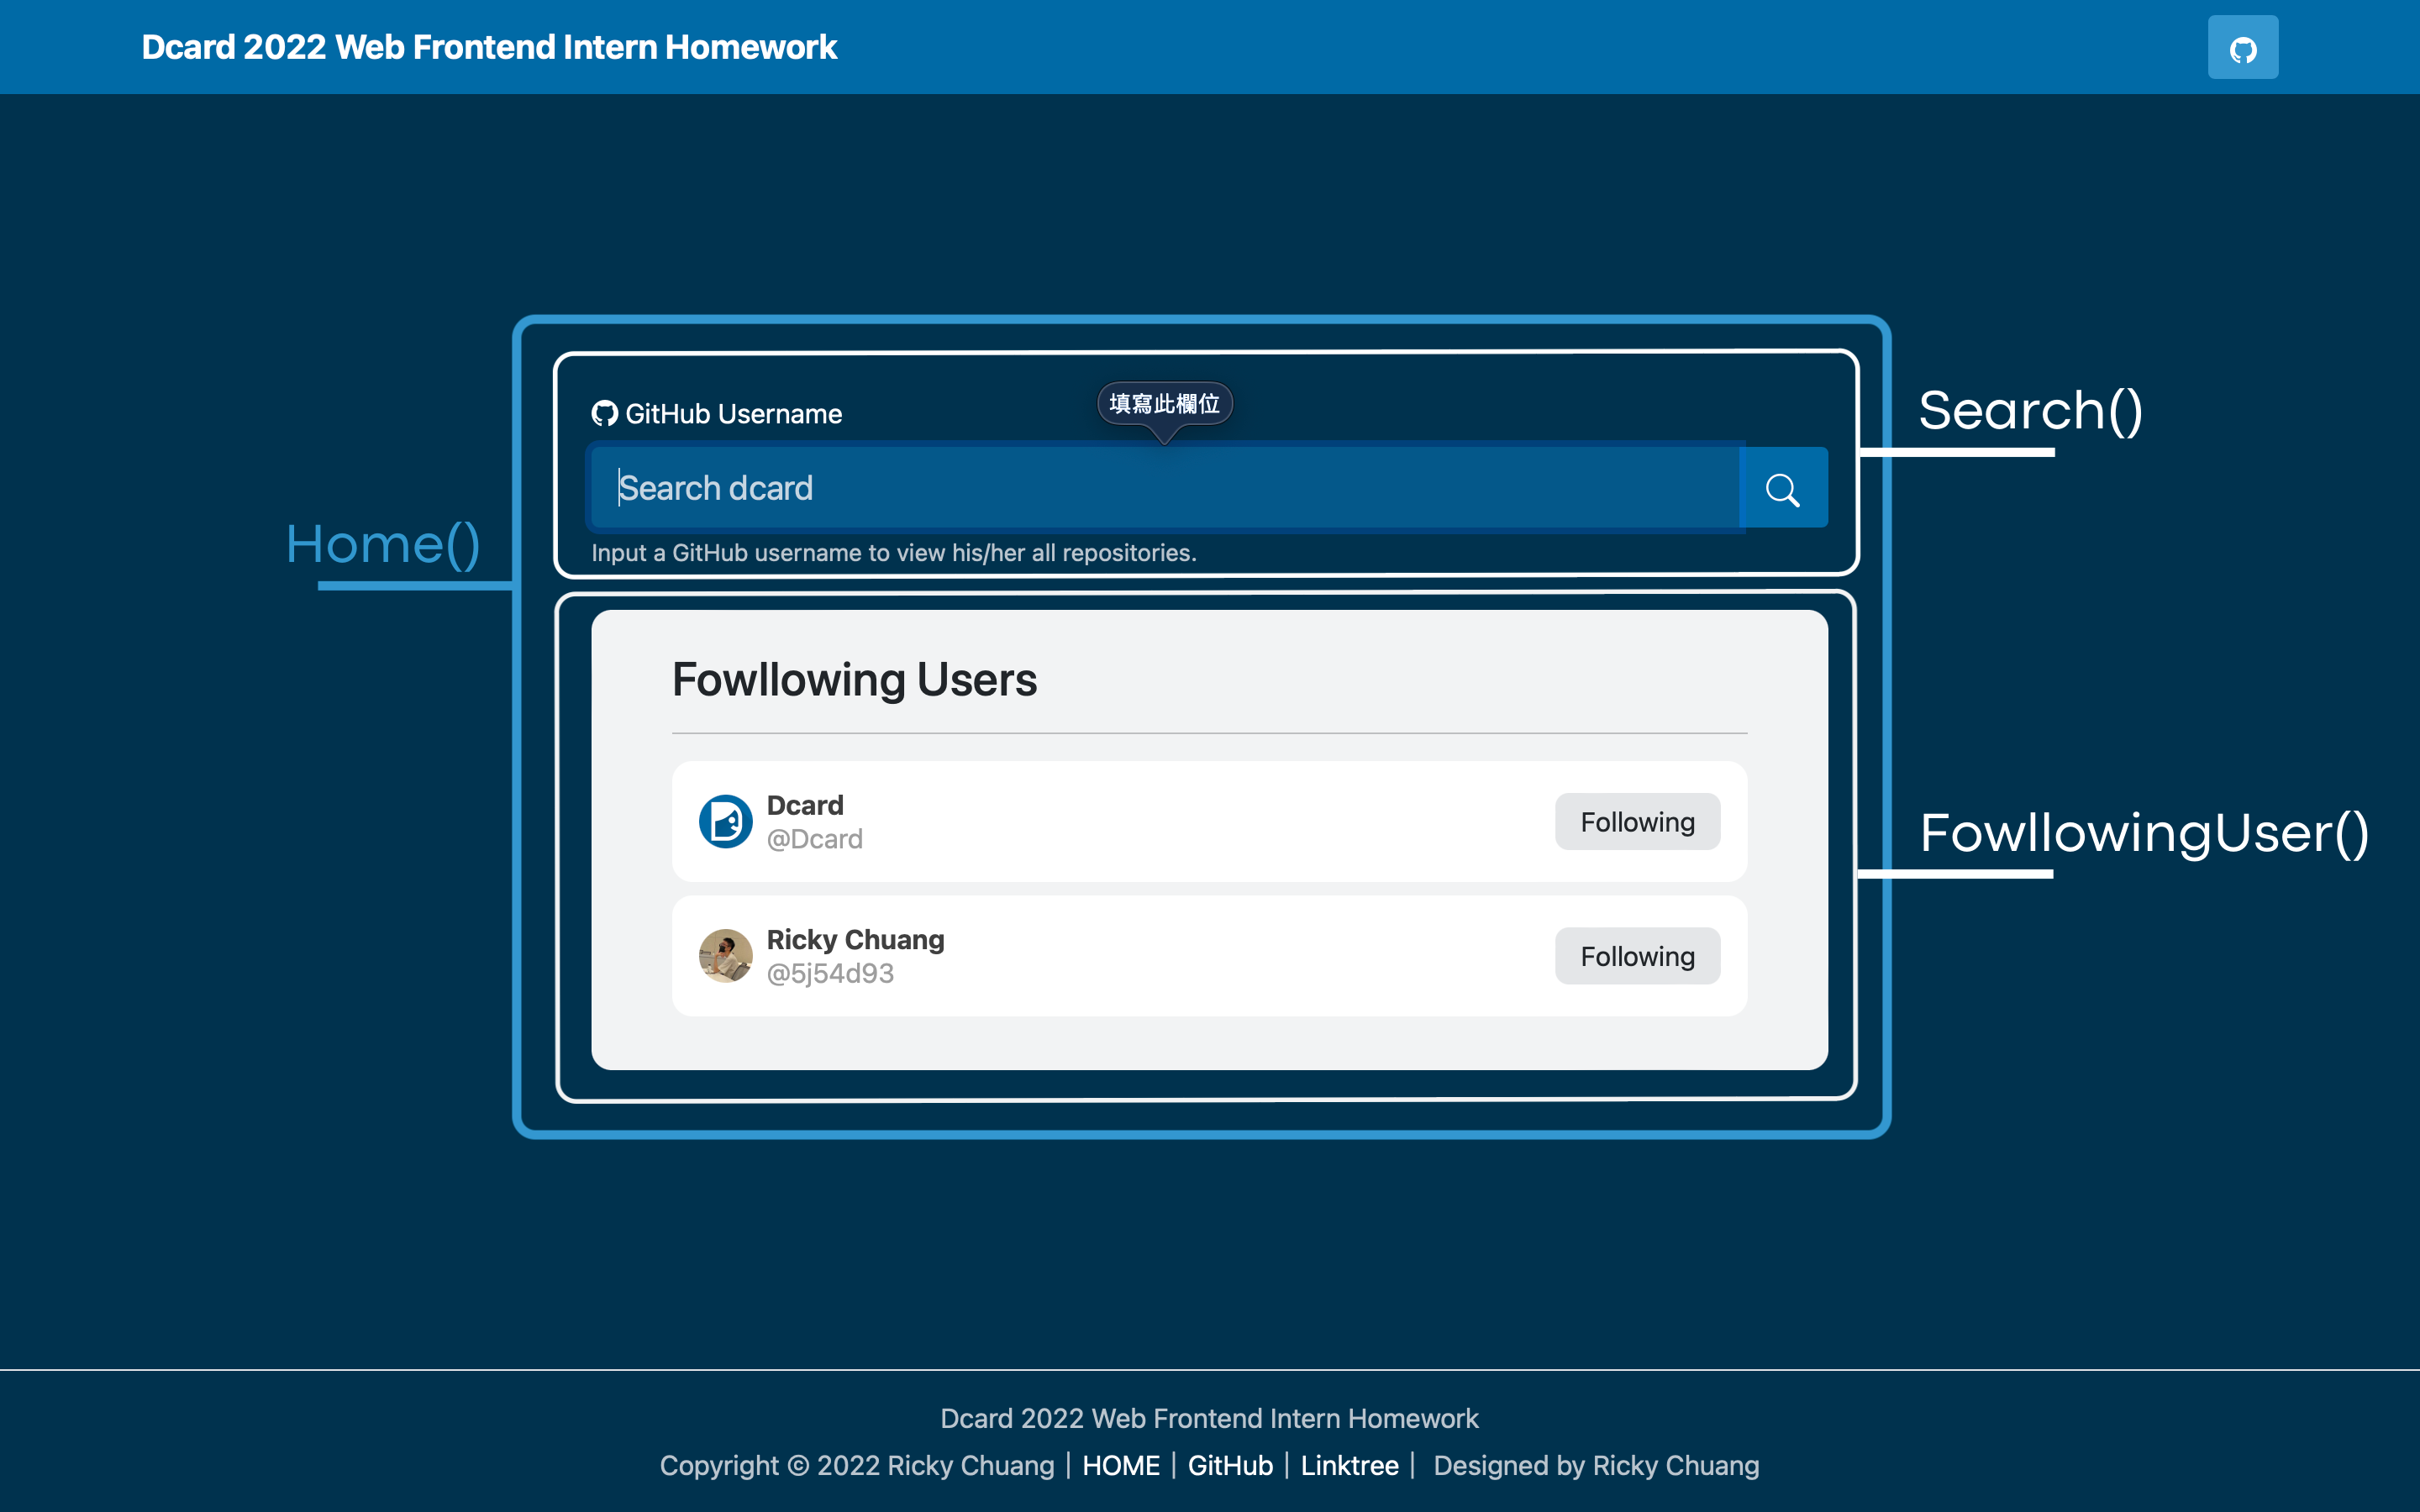 Dcard 2022 Web Frontend Intern Homework
Search()
GitHub Username
填寫此欄位
Search dcard
Home()
Input a GitHub username to view his/her all repositories.
Fowllowing Users
Dcard
@Dcard
Following
FowllowingUser()
Ricky Chuang
@5j54d93
Following
Dcard 2022 Web Frontend Intern Homework
Copyright © 2022 Ricky Chuang | HOME | GitHub | Linktree | Designed by Ricky Chuang